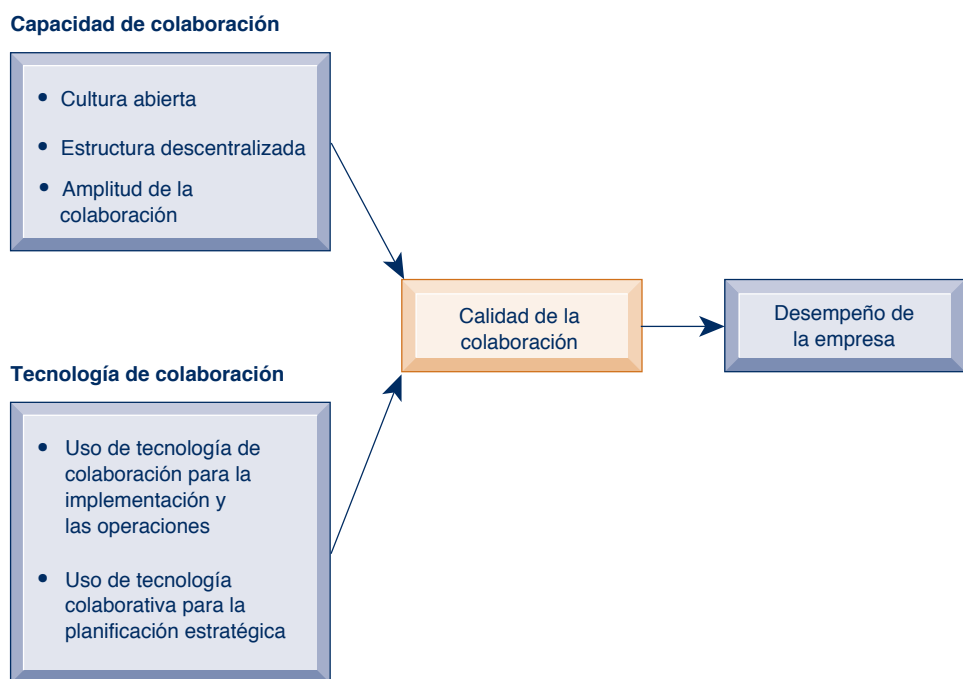 Capacidad de colaboración
• Cultura abierta
• Estructura descentralizada
• Amplitud de la
colaboración
Calidad de la
colaboración
Desempeño de
la empresa
Tecnología de colaboración
• Uso de tecnología de
colaboración para la
implementación y
las operaciones
• Uso de tecnología
colaborativa para la
planificación estratégica